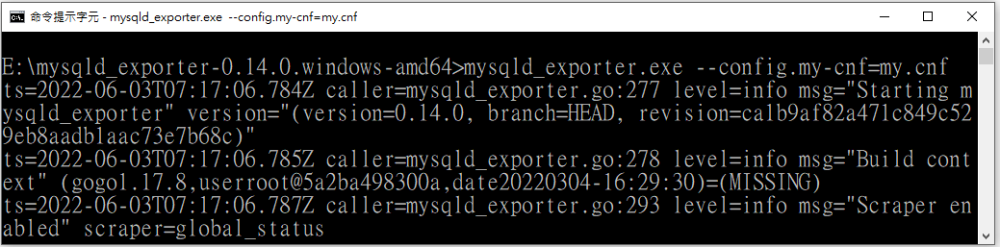 命令提示字元 - mysqld_exporter.exe --config.my-cnf=my.cnf
E:\mysqld_exporter-0.14.0.windows-amd64>mysqld_exporter.exe --config.my-cnf=my.cnf
ts=2022-06-03T07:17:06.784Z caller=mysqld_exporter.go:277 level=info msg="Starting m
ysqld_exporter" version="(version=0.14.0, branch=HEAD, revision=ca1b9af82a471c849c52
9eb8aadb1aac73e7b68c)"
ts=2022-06-03T07:17:06.785Z caller=mysqld_exporter.go:278 level=info msg="Build cont
ext" (gogo1.17.8,userroot@5a2ba498300a,date20220304-16:29:30)=(MISSING)
ts=2022-06-03T07:17:06.787Z caller=mysqld_exporter.go:293 level=info msg="Scraper en
abled" scraper=global_status